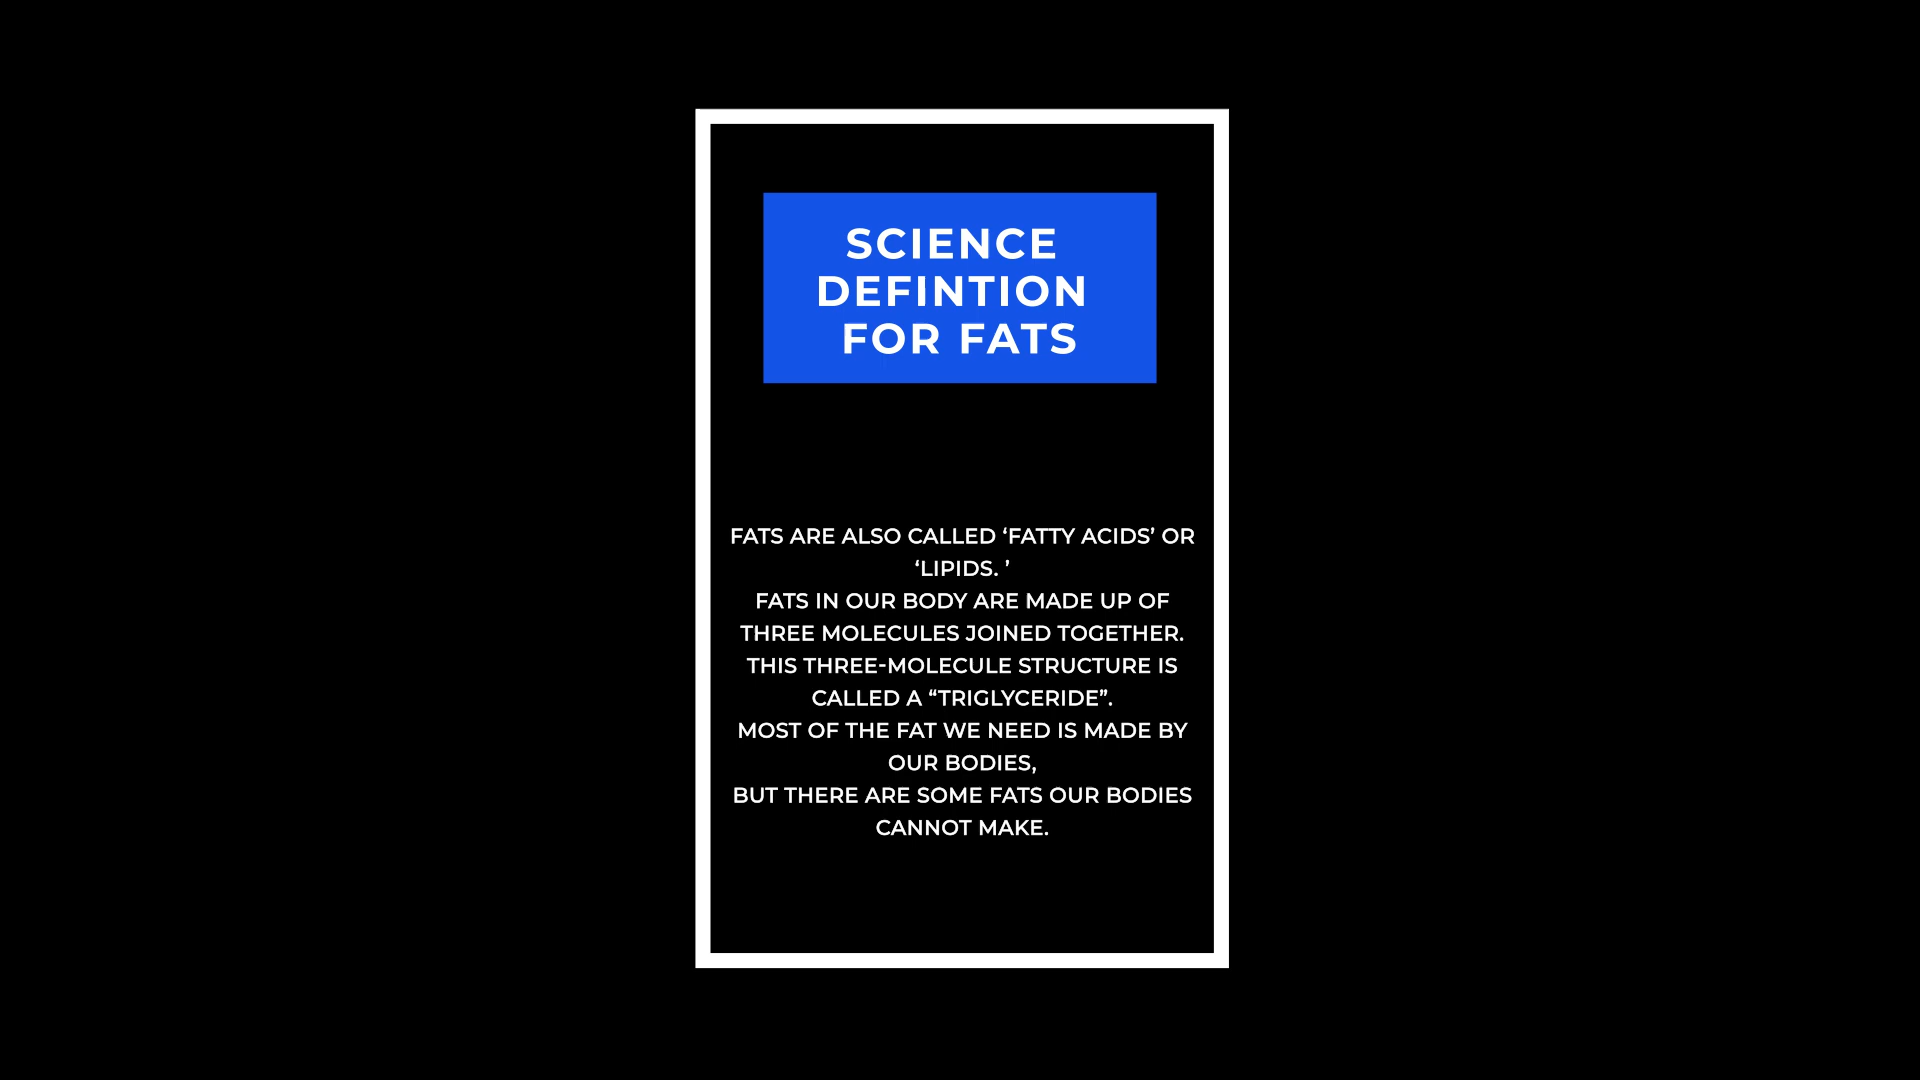 SCIENCE
DEFINTION
FOR FATS
FATS ARE ALSO CALLED ‘FATTY ACIDS’ OR
‘LIPIDS. ’
FATS IN OUR BODY ARE MADE UP OF
THREE MOLECULES JOINED TOGETHER.
THIS THREE-MOLECULE STRUCTURE IS
CALLED A “TRIGLYCERIDE”.
MOST OF THE FAT WE NEED IS MADE BY
OUR BODIES,
BUT THERE ARE SOME FATS OUR BODIES
CANNOT MAKE.